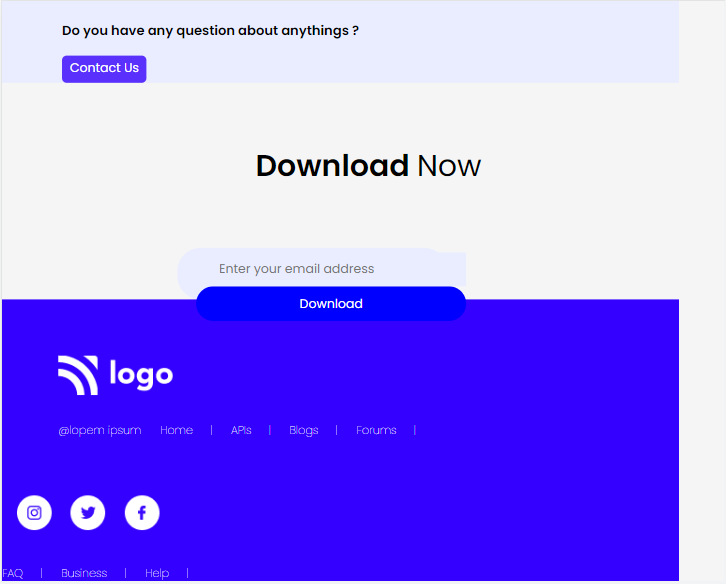 Do you have any question about anythings ?
Contact Us
Download Now
Enter your email address
Download
logo
@lopem ipsum Home | APIs | Blogs | Forums |
FAQ | Business | Help |